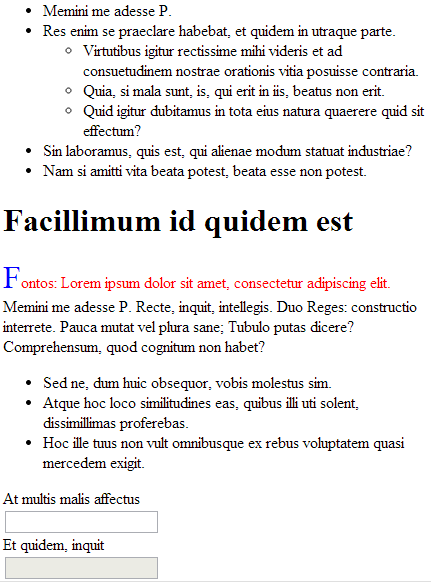 Memini me adesse P.
Res enim se praeclare habebat, et quidem in utraque parte.
Virtutibus igitur rectissime mihi videris et ad
consuetudinem nostrae orationis vitia posuisse contraria.
Quia, si mala sunt, is, qui erit in iis, beatus non erit.
Quid igitur dubitamus in tota eius natura quaerere quid sit
effectum?
Sin laboramus, quis est, qui alienae modum statuat industriae?
Nam si amitti vita beata potest, beata esse non potest.
Facillimum id quidem est
Fontos: Lorem ipsum dolor sit amet, consectetur adipiscing elit.
Memini me adesse P. Recte, inquit, intellegis. Duo Reges: constructio
interrete. Pauca mutat vel plura sane; Tubulo putas dicere?
Comprehensum, quod cognitum non habet?
Sed ne, dum huic obsequor, vobis molestus sim.
Atque hoc loco similitudines eas, quibus illi uti solent,
dissimillimas proferebas.
Hoc ille tuus non vult omnibusque ex rebus voluptatem quasi
mercedem exigit.
At multis malis affectus
Et quidem, inquit